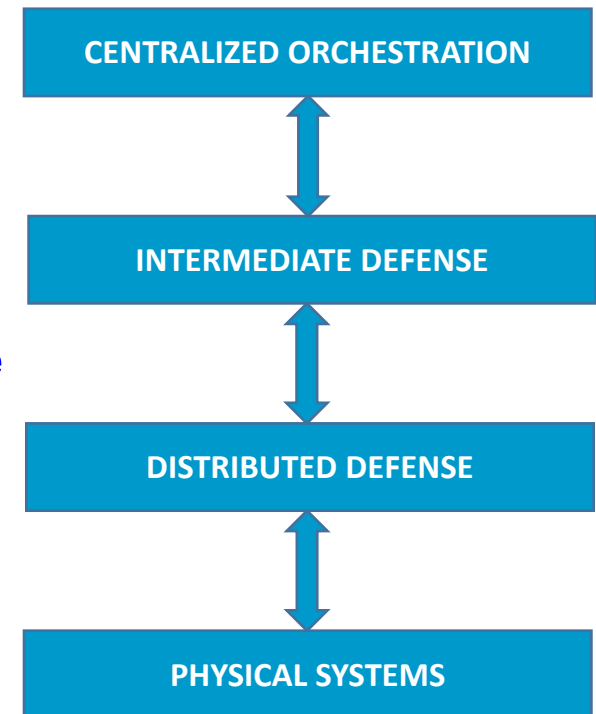 CENTRALIZED ORCHESTRATION
INTERMEDIATE DEFENSE
DISTRIBUTED DEFENSE
PHYSICAL SYSTEMS